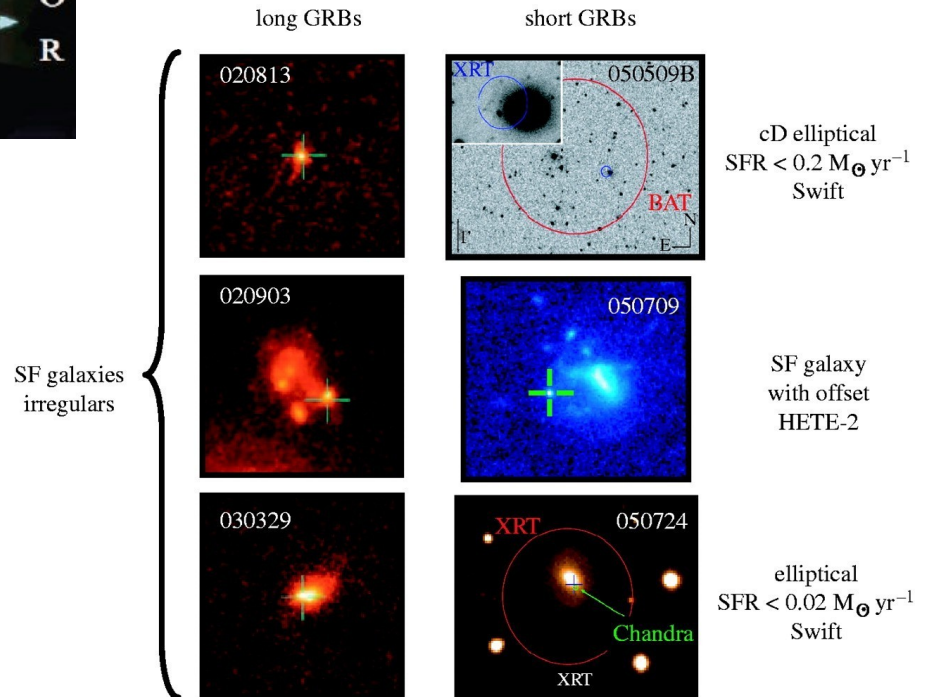 R
long GRBs
short GRBs
020813
XRT
050509B
BAT
N
E
cD elliptical
SFR < 0.2 M⊙ yr⁻¹
Swift
020903
050709
SF galaxies
irregulars
SF galaxy
with offset
HETE-2
030329
XRT
050724
Chandra
XRT
elliptical
SFR < 0.02 M⊙ yr⁻¹
Swift